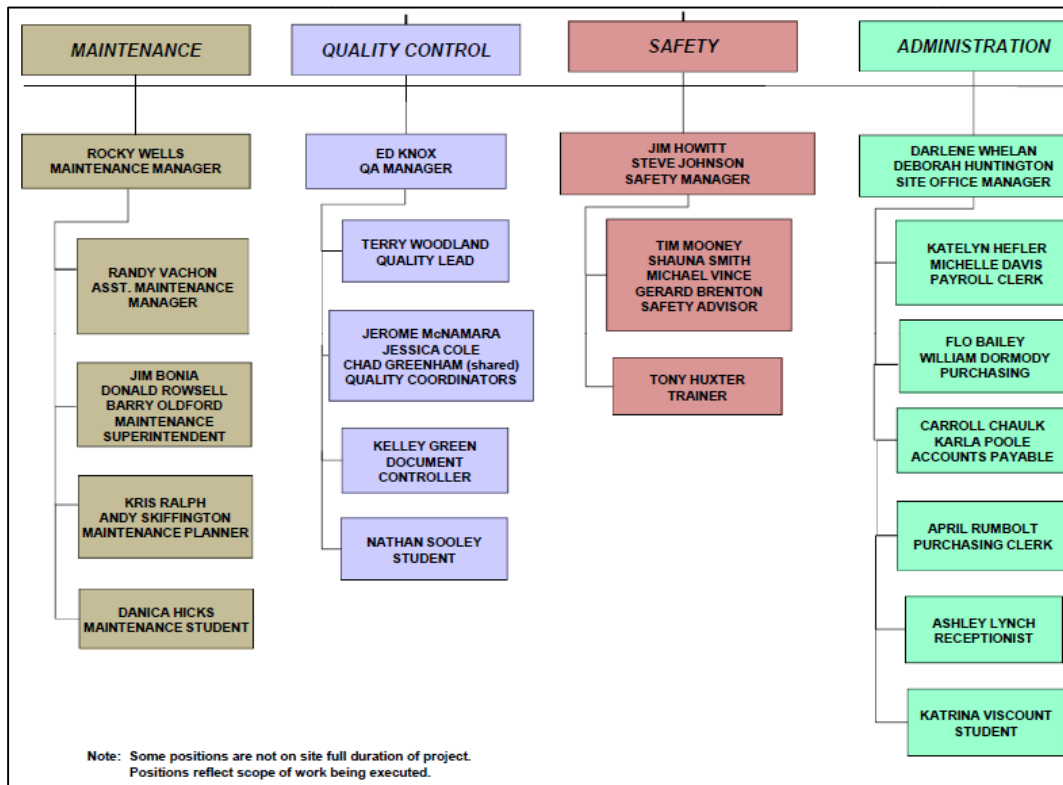 MAINTENANCE
ROCKY WELLS
MAINTENANCE MANAGER
RANDY VACHON
ASST. MAINTENANCE
MANAGER
JIM BONIA
DONALD ROWSELL
BARRY OLDFORD
MAINTENANCE
SUPERINTENDENT
KRIS RALPH
ANDY SKIFFINGTON
MAINTENANCE PLANNER
DANICA HICKS
MAINTENANCE STUDENT
QUALITY CONTROL
ED KNOX
QA MANAGER
TERRY WOODLAND
QUALITY LEAD
JEROME McNAMARA
JESSICA COLE
CHAD GREENHAM (shared)
QUALITY COORDINATORS
KELLEY GREEN
DOCUMENT
CONTROLLER
NATHAN SOOLEY
STUDENT
SAFETY
JIM HOWITT
STEVE JOHNSON
SAFETY MANAGER
TIM MOONEY
SHAUNA SMITH
MICHAEL VINCE
GERARD BRENTON
SAFETY ADVISOR
TONY HUXTER
TRAINER
ADMINISTRATION
DARLENE WHELAN
DEBORAH HUNTINGTON
SITE OFFICE MANAGER
KATELYN HEFLER
MICHELLE DAVIS
PAYROLL CLERK
FLO BAILEY
WILLIAM DORMODY
PURCHASING
CARROLL CHAULK
KARLA POOLE
ACCOUNTS PAYABLE
APRIL RUMBOLT
PURCHASING CLERK
ASHLEY LYNCH
RECEPTIONIST
KATRINA VISCOUNT
STUDENT
Note: Some positions are not on site full duration of project.
Positions reflect scope of work being executed.